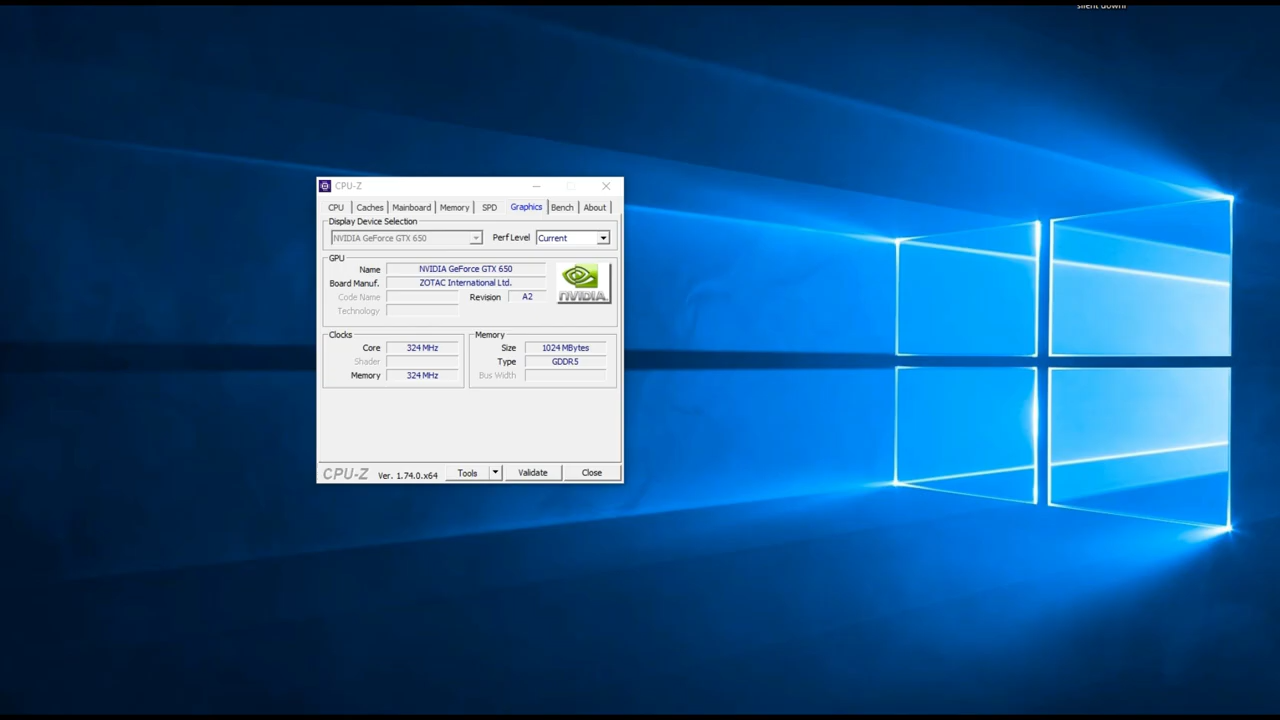 CPU-Z
CPU Caches Mainboard Memory SPD Graphics Bench About
Display Device Selection
NVIDIA GeForce GTX 650 Perf Level Current
GPU
Name NVIDIA GeForce GTX 650
Board Manuf. ZOTAC International Ltd.
Code Name Revision A2
Technology
NVIDIA.
Clocks
Core 324 MHz
Shader
Memory 324 MHz
Memory
Size 1024 MBytes
Type GDDR5
Bus Width
CPU-Z Ver. 1.74.0.x64 Tools Validate Close